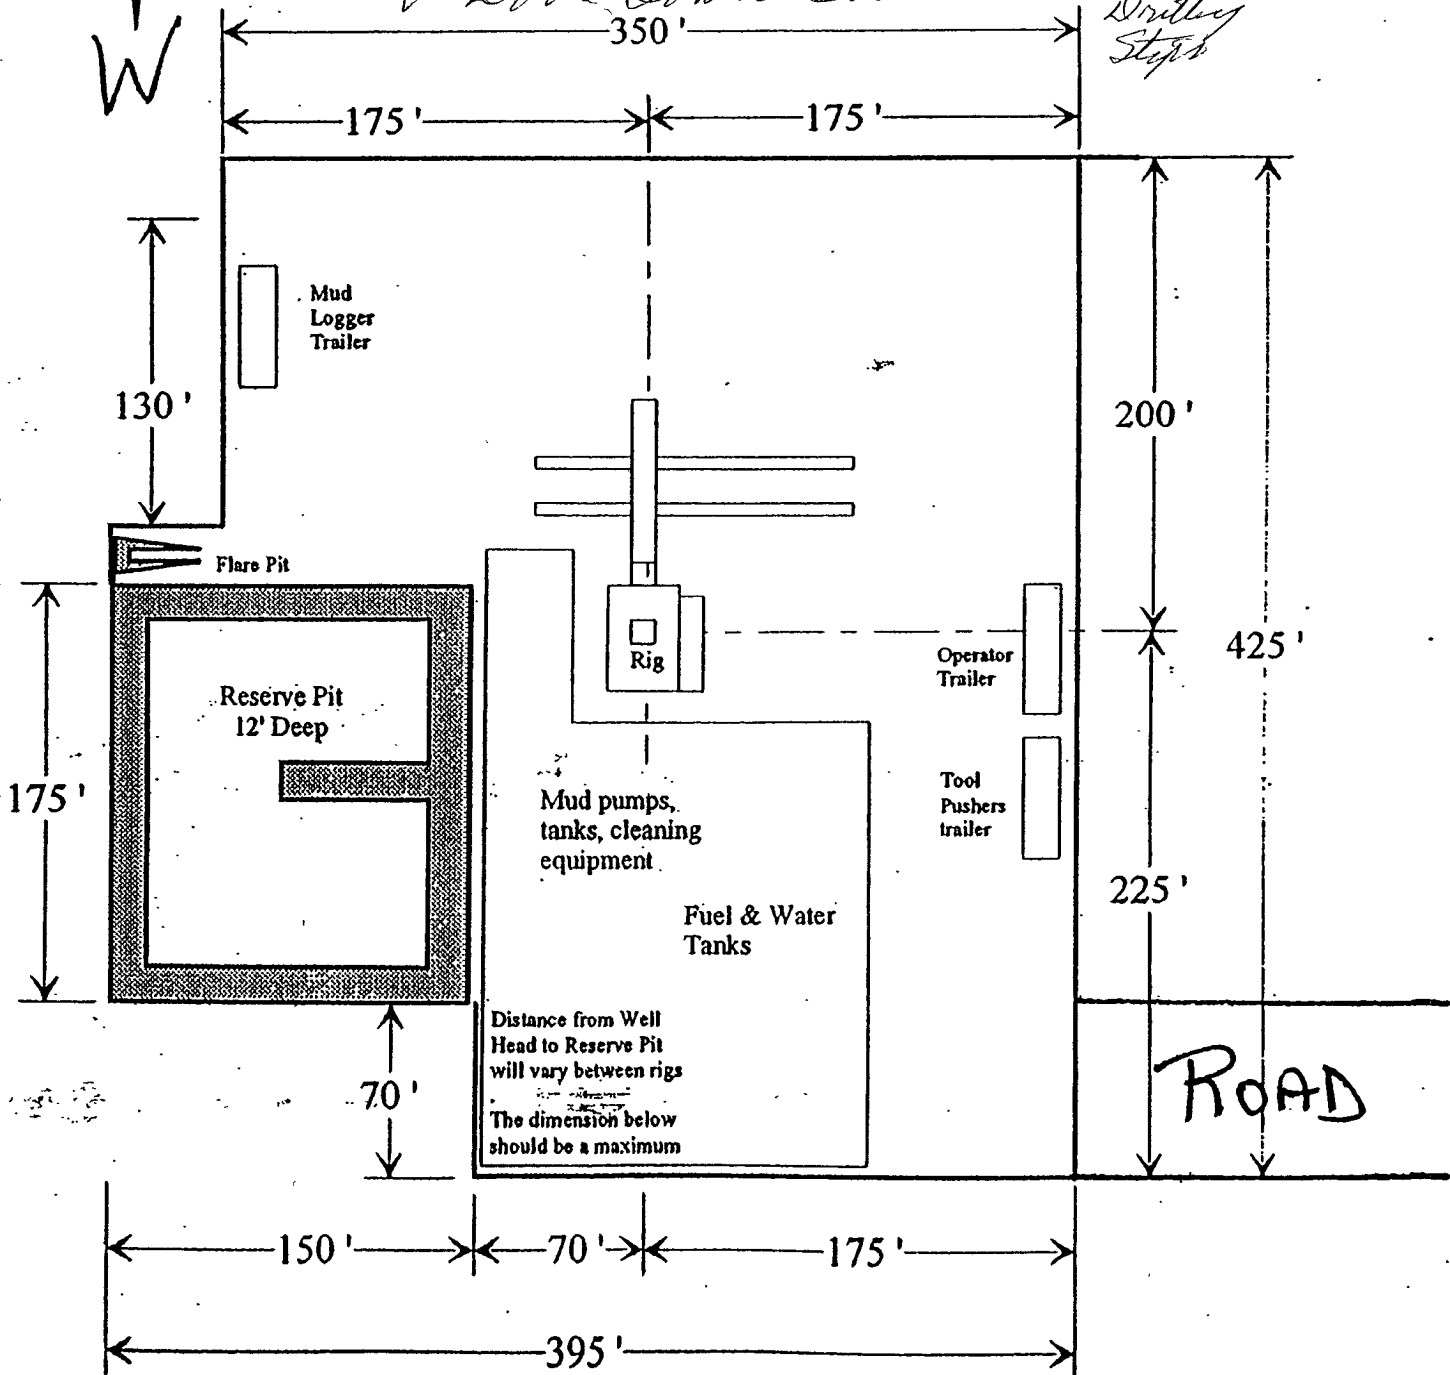 W
Drilling
Steps
350'
175'
175'
Mud
Logger
Trailer
130'
200'
Flare Pit
Rig
Operator
Trailer
425'
Reserve Pit
12' Deep
175'
Mud pumps,
tanks, cleaning
equipment
Tool
Pushers
trailer
225'
Fuel & Water
Tanks
Distance from Well
Head to Reserve Pit
will vary between rigs
The dimension below
should be a maximum
70'
ROAD
150'
70'
175'
395'